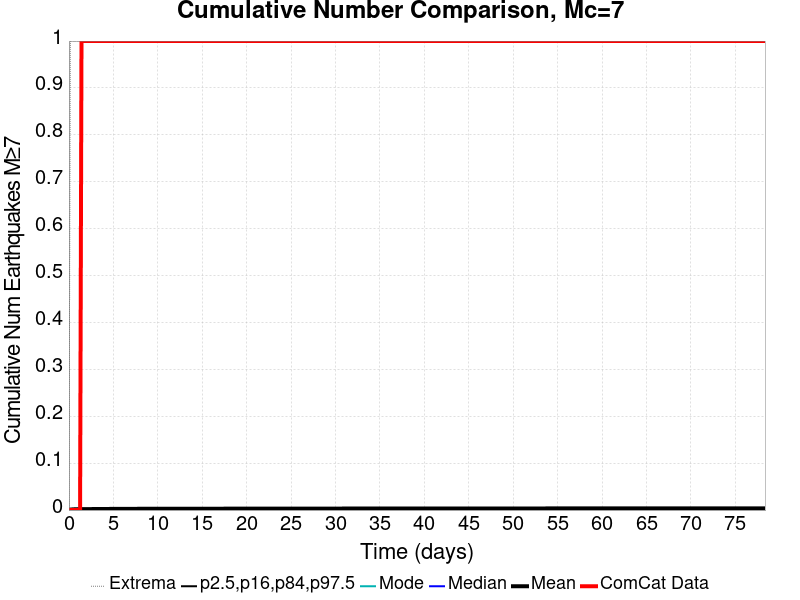 Cumulative Number Comparison, Mc=7
Cumulative Num Earthquakes M≥7
1
0.9
0.8
0.7
0.6
0.5
0.4
0.3
0.2
0.1
0
0 5 10 15 20 25 30 35 40 45 50 55 60 65 70 75
Time (days)
Extrema p2.5,p16,p84,p97.5 Mode Median Mean ComCat Data